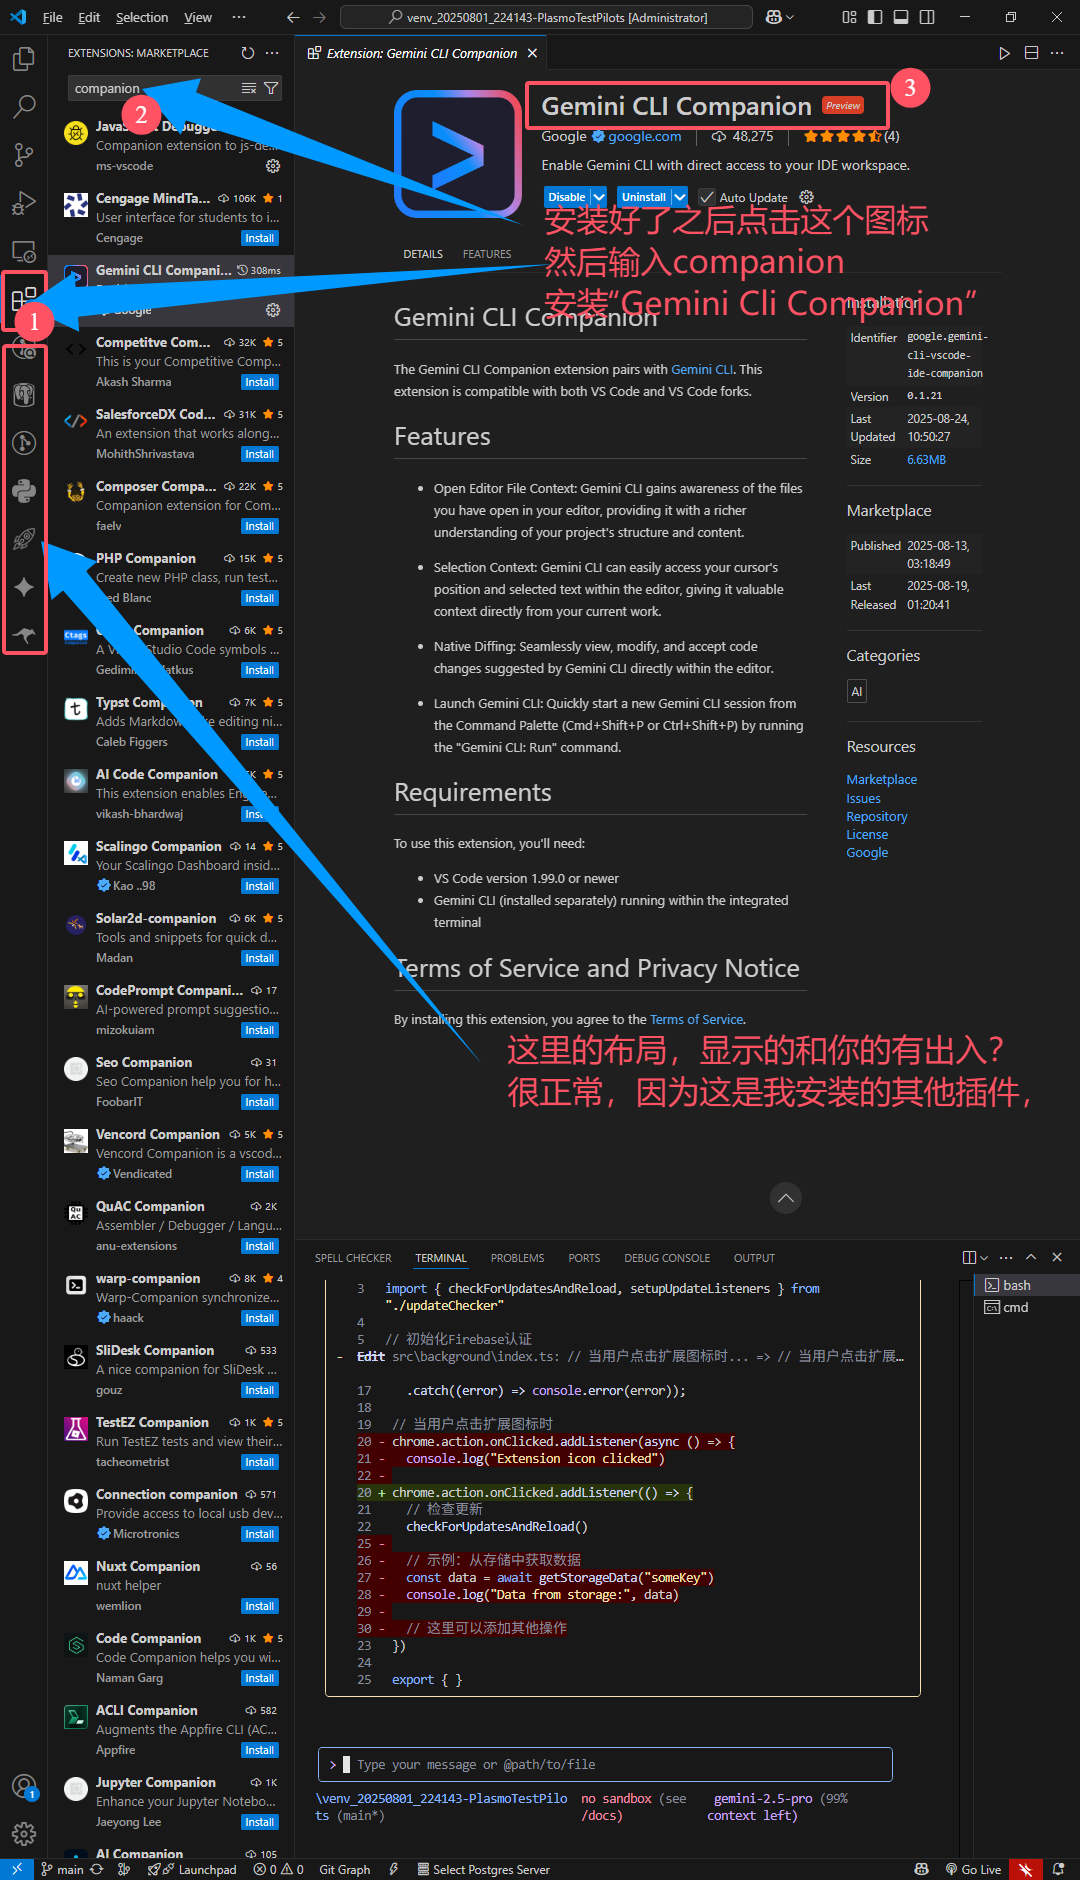 File Edit Selection View ··· venv_20250801_224143-PlasmoTestPilots [Administrator]
EXTENSIONS: MARKETPLACE
companion
2
Companion extension to js-de...
ms-vscode
Cengage MindTa... 106K 1
User interface for students to i...
Cengage Install
Gemini CLI Compani... 308ms
Google
1
Competitve Com... 32K 5
This is your Competitive Comp...
Akash Sharma Install
SalesforceDX Cod... 31K 5
An extension that works along...
MohithShrivastava Install
Composer Compa... 22K 5
Companion extension for Com...
faelv Install
PHP Companion 15K 5
Create new PHP class, run test...
Install
Companion 6K 5
Studio Code symbols ...
Install
Typst 7K 5
Adds Markdow editing ni...
Caleb Figgers Install
AI Code Companion 5
This extension enables
vikash-bhardwaj
Scalingo Companion 14 5
Your Scalingo Dashboard insid...
Kao ..98 Install
Solar2d-companion 6K 5
Tools and snippets for quick d...
Madan Install
CodePrompt Compani... 17
AI-powered prompt suggestio...
mizokuiam Install
Seo Companion 31
Seo Companion help you for h...
FoobarIT Install
Vencord Companion 5K 5
Vencord Companion is a vscod...
Vendicated Install
QuAC Companion 2K
Assembler / Debugger / Langu...
anu-extensions Install
warp-companion 8K 4
Warp-Companion synchronize...
haack Install
SliDesk Companion 533
A nice companion for SliDesk ...
gouz Install
TestEZ Companion 1K 5
Run TestEZ tests and view their...
tacheometrist Install
Connection companion 571
Provide access to local usb dev...
Microtronics Install
Nuxt Companion 56
nuxt helper
wemlion Install
Code Companion 1K 5
Code Companion helps you wi...
Naman Garg Install
ACLI Companion 582
Augments the Appfire CLI (AC...
Appfire Install
Jupyter Companion 1K
Enhance your Jupyter Notebo...
Jaeyong Lee Install
AI Companion 105
Extension: Gemini CLI Companion
Gemini CLI Companion Preview
3
Google google.com 48,275 (4)
Enable Gemini CLI with direct access to your IDE workspace.
Disable Uninstall Auto Update
安装好了之后点击这个图标
然后输入companion
安装“Gemini Cli Companion”
DETAILS FEATURES
Gemini CLI Companion
The Gemini CLI Companion extension pairs with Gemini CLI. This
extension is compatible with both VS Code and VS Code forks.
Features
• Open Editor File Context: Gemini CLI gains awareness of the files
you have open in your editor, providing it with a richer
understanding of your project's structure and content.
• Selection Context: Gemini CLI can easily access your cursor's
position and selected text within the editor, giving it valuable
context directly from your current work.
• Native Diffing: Seamlessly view, modify, and accept code
changes suggested by Gemini CLI directly within the editor.
• Launch Gemini CLI: Quickly start a new Gemini CLI session from
the Command Palette (Cmd+Shift+P or Ctrl+Shift+P) by running
the "Gemini CLI: Run" command.
Requirements
To use this extension, you'll need:
• VS Code version 1.99.0 or newer
• Gemini CLI (installed separately) running within the integrated
terminal
Terms of Service and Privacy Notice
By installing this extension, you agree to the Terms of Service.
这里的布局，显示的和你的有出入？
很正常，因为这是我安装的其他插件，
Installation
Identifier google.gemini-
cli-vscode-
ide-companion
Version 0.1.21
Last 2025-08-24,
Updated 10:50:27
Size 6.63MB
Marketplace
Published 2025-08-13,
03:18:49
Last 2025-08-19,
Released 01:20:41
Categories
AI
Resources
Marketplace
Issues
Repository
License
Google
SPELL CHECKER TERMINAL PROBLEMS PORTS DEBUG CONSOLE OUTPUT
bash
cmd
3 import { checkForUpdatesAndReload, setupUpdateListeners } from
"./updateChecker"
4
5 // 初始化Firebase认证
- Edit src\background\index.ts: // 当用户点击扩展图标时... => // 当用户点击扩展…
17 .catch((error) => console.error(error));
18
19 // 当用户点击扩展图标时
20 - chrome.action.onClicked.addListener(async () => {
21 - console.log("Extension icon clicked")
22 -
20 + chrome.action.onClicked.addListener(() => {
21 // 检查更新
22 checkForUpdatesAndReload()
25 -
26 - // 示例：从存储中获取数据
27 - const data = await getStorageData("someKey")
28 - console.log("Data from storage:", data)
29 -
30 - // 这里可以添加其他操作
23 })
24
25 export { }
> Type your message or @path/to/file
\venv_20250801_224143-PlasmoTestPilo no sandbox (see gemini-2.5-pro (99%
ts (main*) /docs) context left)
1
main Launchpad 0 0 Git Graph Select Postgres Server Go Live